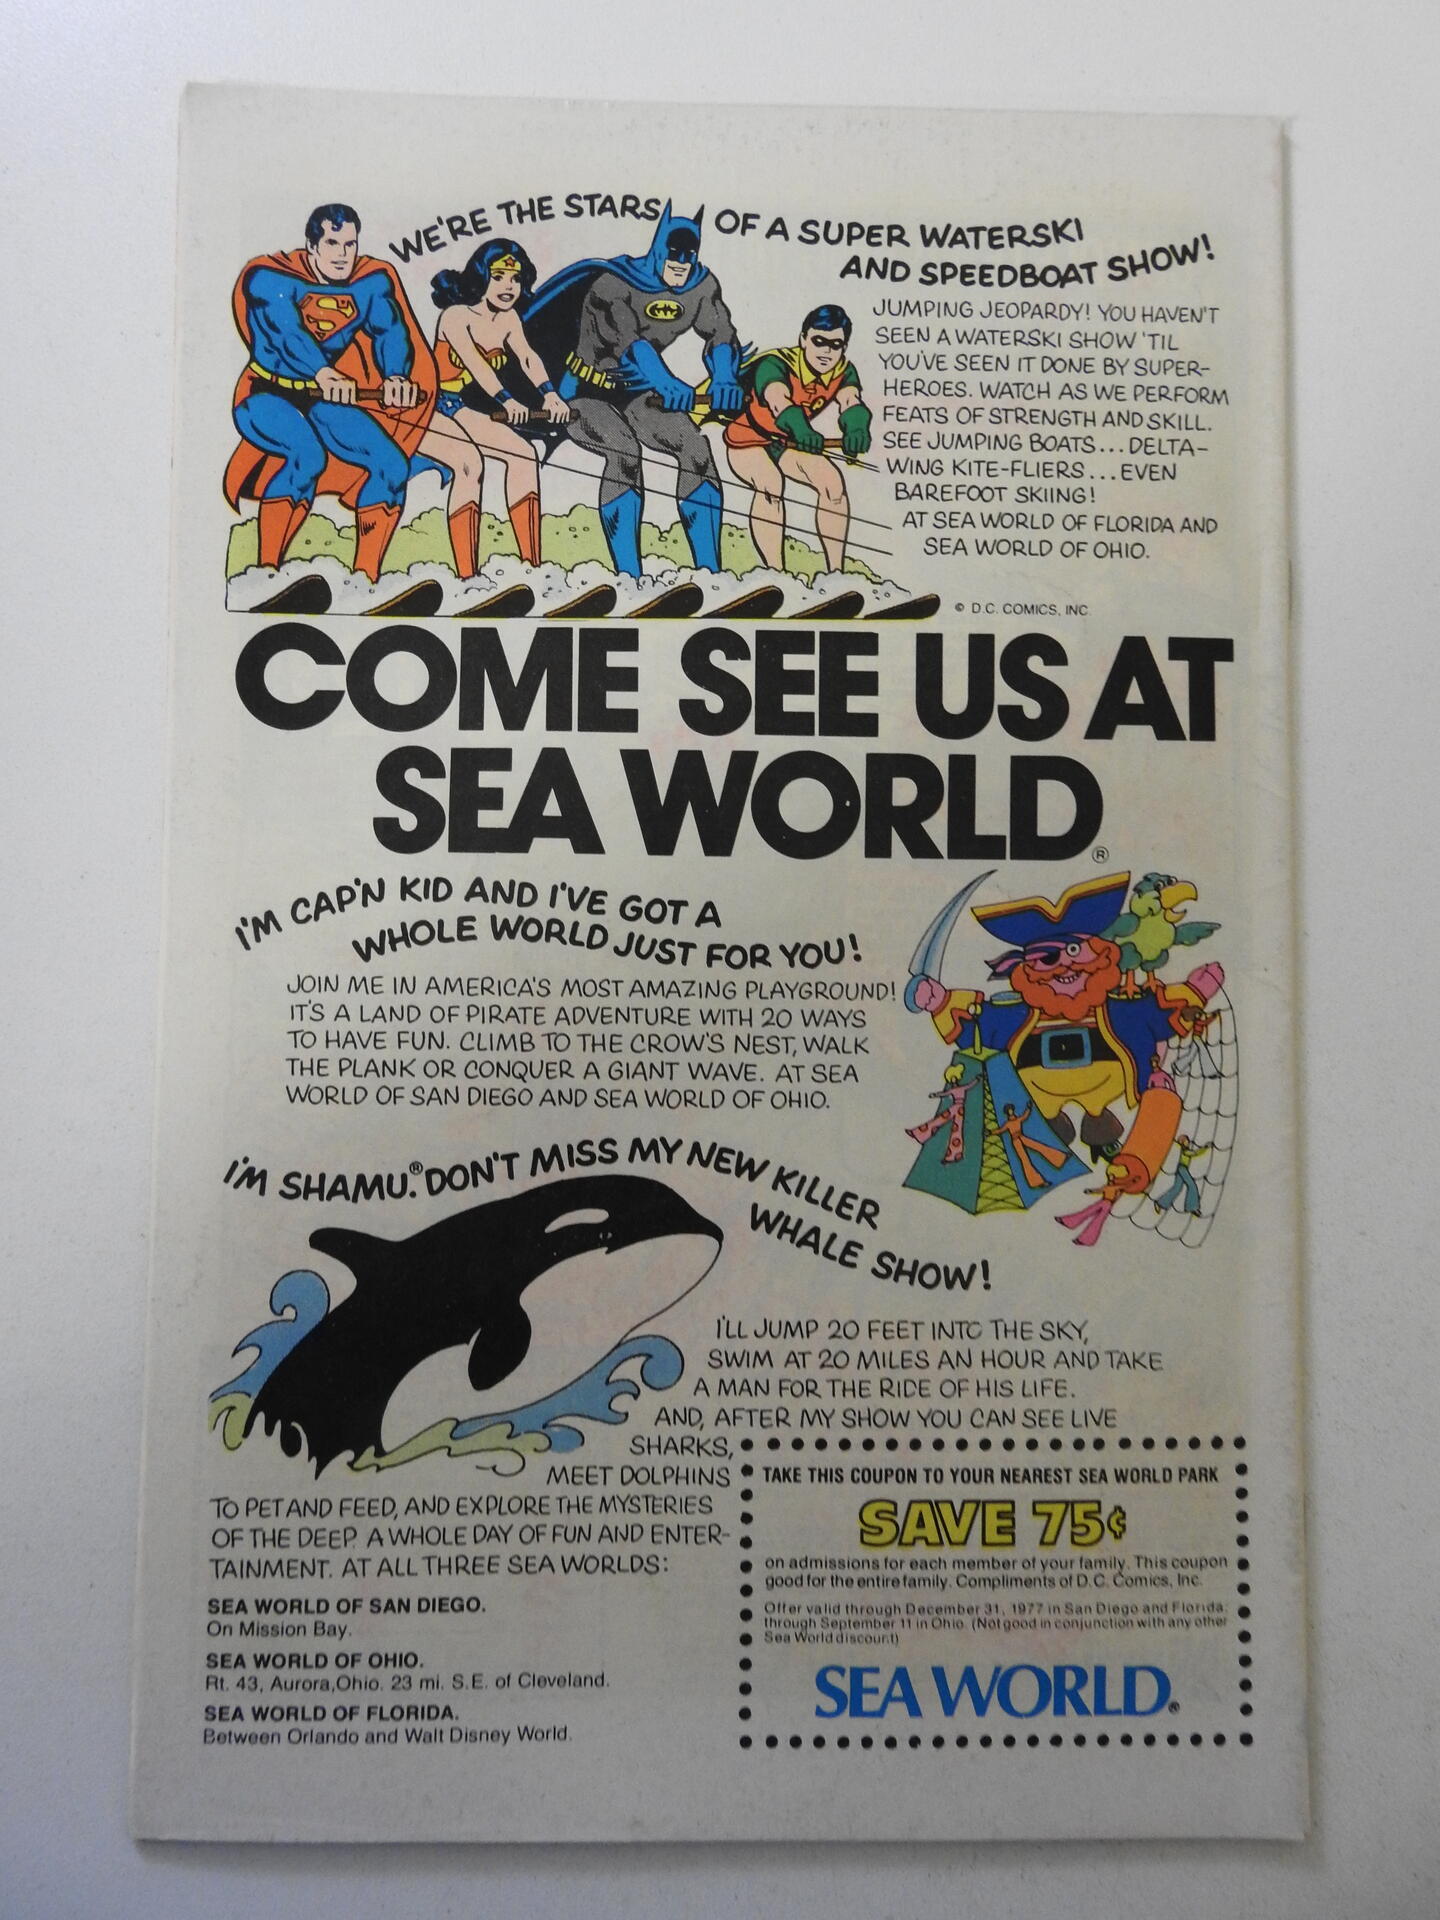 WE'RE THE STARS OF A SUPER WATERSKI
AND SPEEDBOAT SHOW!
JUMPING JEOPARDY! YOU HAVEN'T
SEEN A WATERSKI SHOW 'TIL
YOU'VE SEEN IT DONE BY SUPER-
HEROES. WATCH AS WE PERFORM
FEATS OF STRENGTH AND SKILL.
SEE JUMPING BOATS...DELTA-
WING KITE-FLIERS...EVEN
BAREFOOT SKIING!
AT SEA WORLD OF FLORIDA AND
SEA WORLD OF OHIO.
© D.C. COMICS, INC
COME SEE US AT
SEA WORLD®
I'M CAP'N KID AND I'VE GOT A
WHOLE WORLD JUST FOR YOU!
JOIN ME IN AMERICA'S MOST AMAZING PLAYGROUND!
IT'S A LAND OF PIRATE ADVENTURE WITH 20 WAYS
TO HAVE FUN. CLIMB TO THE CROW'S NEST, WALK
THE PLANK OR CONQUER A GIANT WAVE. AT SEA
WORLD OF SAN DIEGO AND SEA WORLD OF OHIO.
I'M SHAMU.® DON'T MISS MY NEW KILLER
WHALE SHOW!
I'LL JUMP 20 FEET INTO THE SKY,
SWIM AT 20 MILES AN HOUR AND TAKE
A MAN FOR THE RIDE OF HIS LIFE.
AND, AFTER MY SHOW YOU CAN SEE LIVE
SHARKS,
MEET DOLPHINS
TO PET AND FEED, AND EXPLORE THE MYSTERIES
OF THE DEEP. A WHOLE DAY OF FUN AND ENTER-
TAINMENT. AT ALL THREE SEA WORLDS:
SEA WORLD OF SAN DIEGO.
On Mission Bay.
SEA WORLD OF OHIO.
Rt. 43, Aurora, Ohio. 23 mi. S.E. of Cleveland.
SEA WORLD OF FLORIDA.
Between Orlando and Walt Disney World.
TAKE THIS COUPON TO YOUR NEAREST SEA WORLD PARK
SAVE 75¢
on admissions for each member of your family. This coupon
good for the entire family. Compliments of D.C. Comics, Inc.
Offer valid through December 31, 1977 in San Diego and Florida;
through September 11 in Ohio. (Not good in conjunction with any other
Sea World discount)
SEA WORLD®